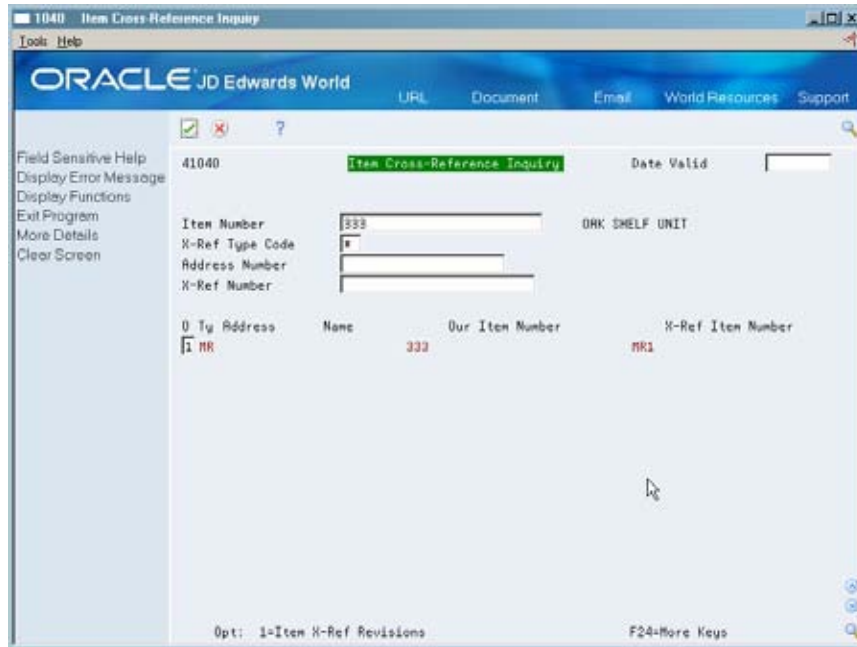 1040 Item Cross-Reference Inquiry
Tools Help
ORACLE JD Edwards World
URL Document Email World Resources Support
Field Sensitive Help
Display Error Message
Display Functions
Exit Program
More Details
Clear Screen
41040 Item Cross-Reference Inquiry Date Valid
Item Number 333 OAK SHELF UNIT
X-Ref Type Code *
Address Number
X-Ref Number
O Ty Address Name Our Item Number X-Ref Item Number
1 MR 333 MR1
Opt: 1=Item X-Ref Revisions F24=More Keys